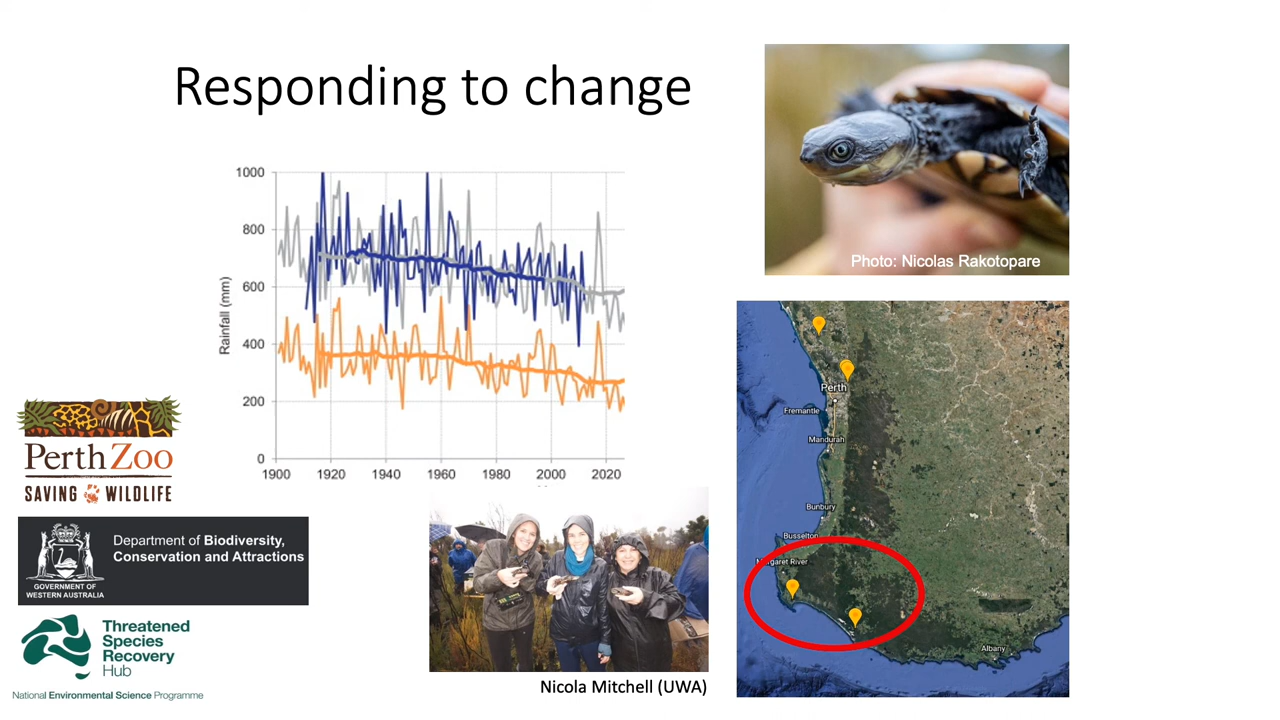 Responding to change
1000
800
600
400
200
0
Rainfall (mm)
1900 1920 1940 1960 1980 2000 2020
Photo: Nicolas Rakotopare
Perth
Fremantle
Mandurah
Bunbury
Busselton
Margaret River
Albany
Perth Zoo
SAVING WILDLIFE
Department of Biodiversity,
Conservation and Attractions
GOVERNMENT OF
WESTERN AUSTRALIA
Threatened
Species
Recovery
Hub
National Environmental Science Programme
Nicola Mitchell (UWA)